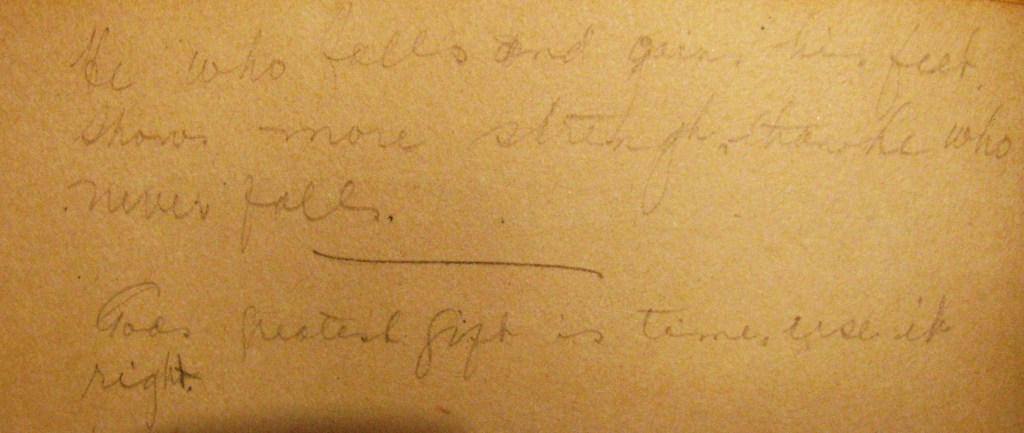 He who falls and gains his feet
shows more strength, than he who
never falls.
Gods greatest gift is time, use it
right.